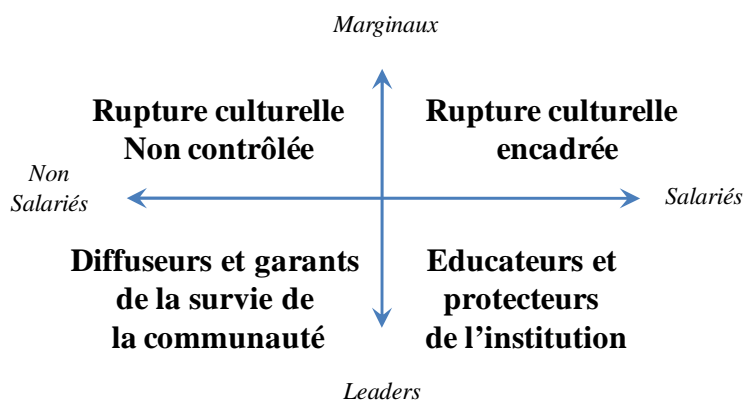 Marginaux
Rupture culturelle
Non contrôlée
Rupture culturelle
encadrée
Non
Salariés
Salariés
Diffuseurs et garants
de la survie de
la communauté
Educateurs et
protecteurs
de l’institution
Leaders